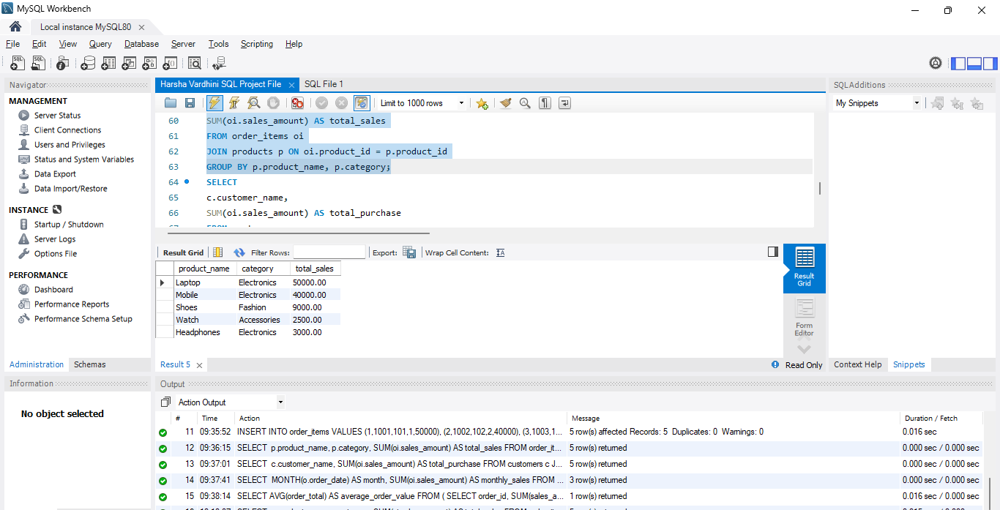 MySQL Workbench
Local instance MySQL80
File Edit View Query Database Server Tools Scripting Help
Navigator
MANAGEMENT
Server Status
Client Connections
Users and Privileges
Status and System Variables
Data Export
Data Import/Restore
INSTANCE
Startup / Shutdown
Server Logs
Options File
PERFORMANCE
Dashboard
Performance Reports
Performance Schema Setup
Administration Schemas
Information
No object selected
Harsha Vardhini SQL Project File SQL File 1
Limit to 1000 rows
60 SUM(oi.sales_amount) AS total_sales
61 FROM order_items oi
62 JOIN products p ON oi.product_id = p.product_id
63 GROUP BY p.product_name, p.category;
64 SELECT
65 c.customer_name,
66 SUM(oi.sales_amount) AS total_purchase
Result Grid Filter Rows: Export: Wrap Cell Content:
product_name category total_sales
Laptop Electronics 50000.00
Mobile Electronics 40000.00
Shoes Fashion 9000.00
Watch Accessories 2500.00
Headphones Electronics 3000.00
Result
Grid
Form
Editor
Result 5 Read Only
SQLAdditions
My Snippets
Context Help Snippets
Output
Action Output
# Time Action Message Duration / Fetch
11 09:35:52 INSERT INTO order_items VALUES (1,1001,101,1,50000), (2,1002,102,2,40000), (3,1003,1... 5 row(s) affected Records: 5 Duplicates: 0 Warnings: 0 0.016 sec
12 09:36:15 SELECT p.product_name, p.category, SUM(oi.sales_amount) AS total_sales FROM order_it... 5 row(s) returned 0.000 sec / 0.000 sec
13 09:37:01 SELECT c.customer_name, SUM(oi.sales_amount) AS total_purchase FROM customers c J... 5 row(s) returned 0.000 sec / 0.000 sec
14 09:37:41 SELECT MONTH(o.order_date) AS month, SUM(oi.sales_amount) AS monthly_sales FROM ... 3 row(s) returned 0.000 sec / 0.000 sec
15 09:38:14 SELECT AVG(order_total) AS average_order_value FROM ( SELECT order_id, SUM(sales_a... 1 row(s) returned 0.016 sec / 0.000 sec